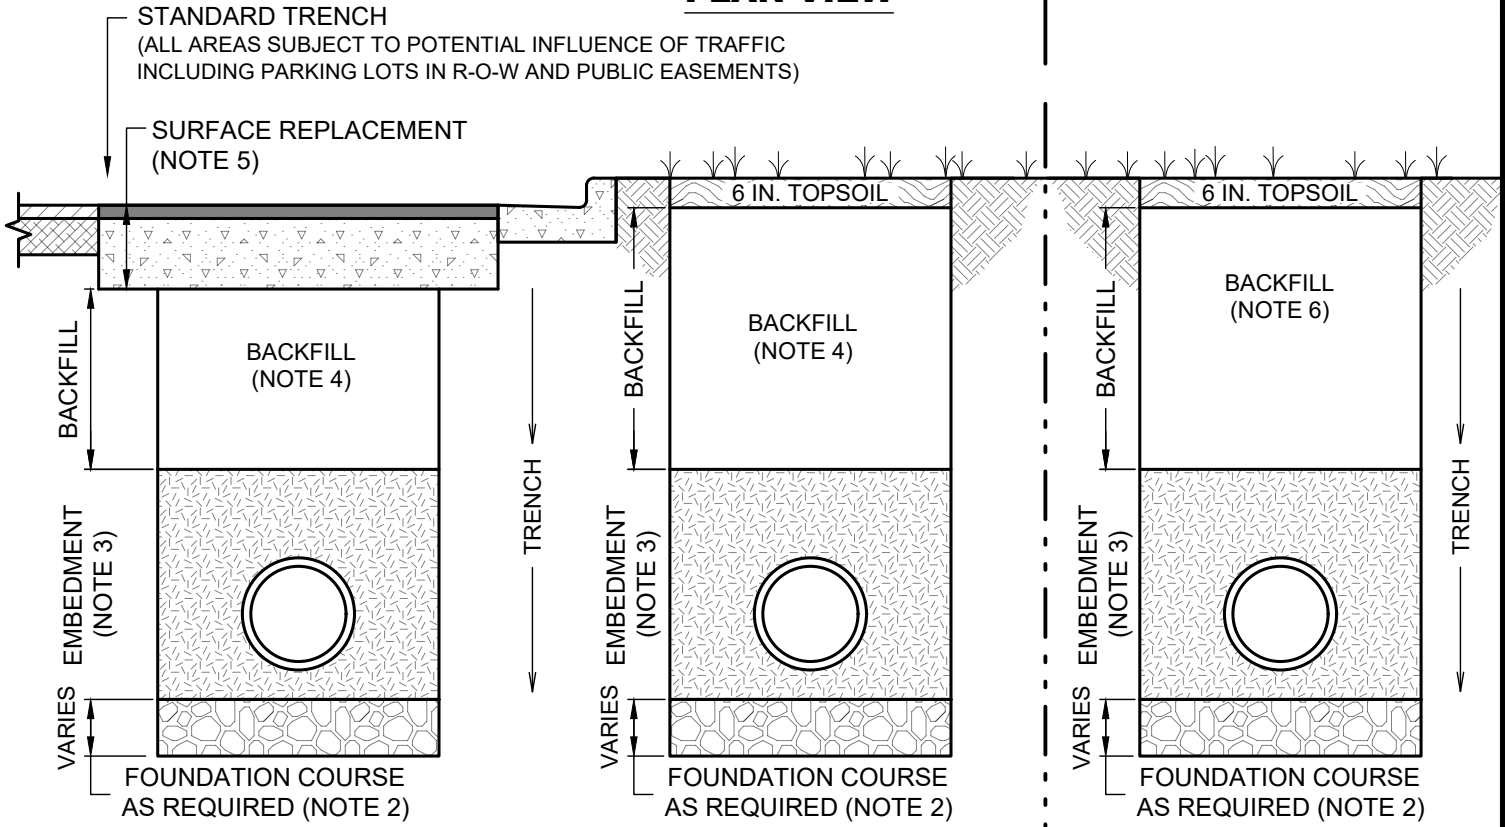 PLAN VIEW
STANDARD TRENCH
(ALL AREAS SUBJECT TO POTENTIAL INFLUENCE OF TRAFFIC
INCLUDING PARKING LOTS IN R-O-W AND PUBLIC EASEMENTS)
SURFACE REPLACEMENT
(NOTE 5)
BACKFILL
BACKFILL
(NOTE 4)
EMBEDMENT
(NOTE 3)
VARIES
TRENCH
FOUNDATION COURSE
AS REQUIRED (NOTE 2)
6 IN. TOPSOIL
BACKFILL
BACKFILL
(NOTE 4)
EMBEDMENT
(NOTE 3)
VARIES
FOUNDATION COURSE
AS REQUIRED (NOTE 2)
6 IN. TOPSOIL
BACKFILL
BACKFILL
(NOTE 6)
EMBEDMENT
(NOTE 3)
VARIES
TRENCH
FOUNDATION COURSE
AS REQUIRED (NOTE 2)